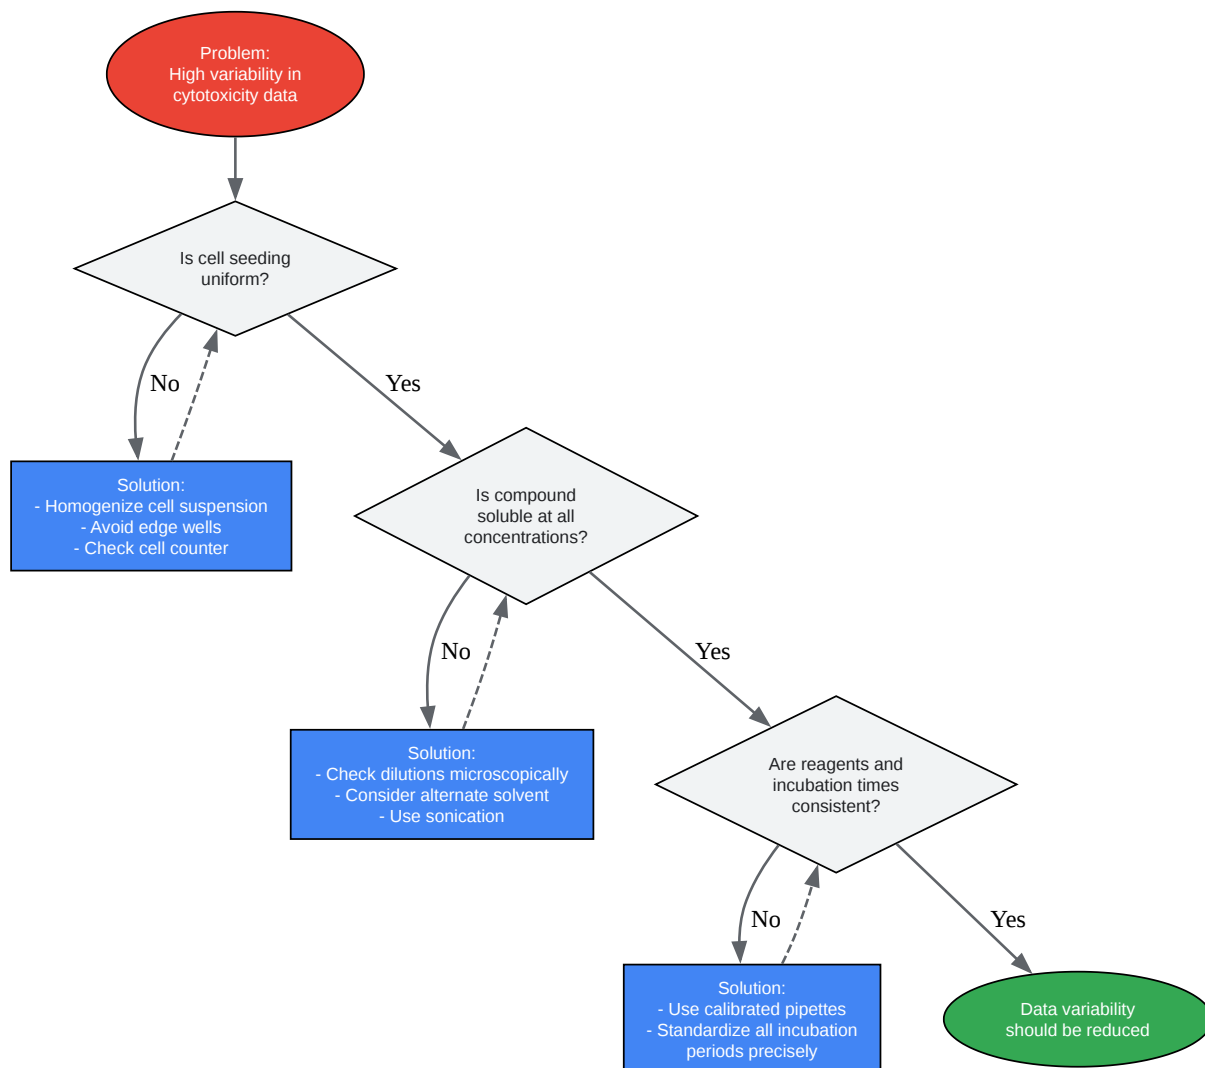 Problem:
High variability in
cytotoxicity data
Is cell seeding
uniform?
No
Yes
Solution:
- Homogenize cell suspension
- Avoid edge wells
- Check cell counter
Is compound
soluble at all
concentrations?
No
Yes
Solution:
- Check dilutions microscopically
- Consider alternate solvent
- Use sonication
Are reagents and
incubation times
consistent?
No
Yes
Solution:
- Use calibrated pipettes
- Standardize all incubation
periods precisely
Data variability
should be reduced